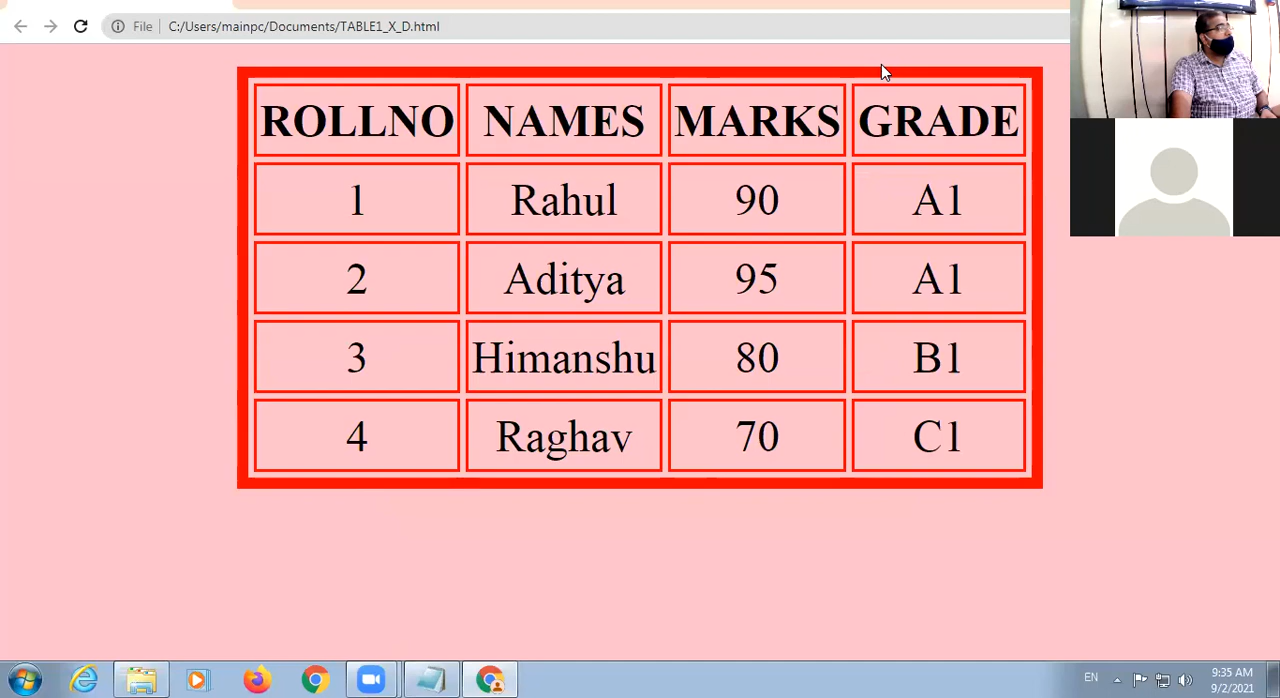 File C:/Users/mainpc/Documents/TABLE1_X_D.html
ROLLNO NAMES MARKS GRADE
1 Rahul 90 A1
2 Aditya 95 A1
3 Himanshu 80 B1
4 Raghav 70 C1
EN 9:35 AM
9/2/2021